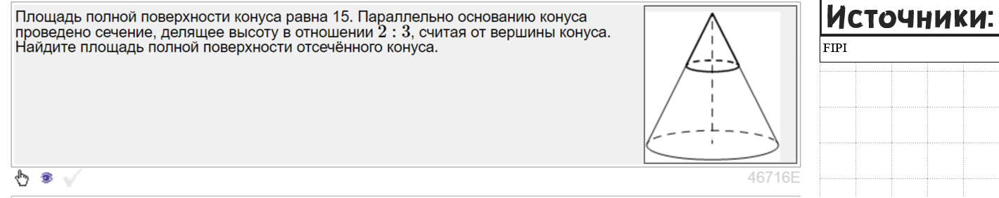 Площадь полной поверхности конуса равна 15. Параллельно основанию конуса
проведено сечение, делящее высоту в отношении 2 : 3, считая от вершины конуса.
Найдите площадь полной поверхности отсечённого конуса.
46716E
Источники:
FIPI